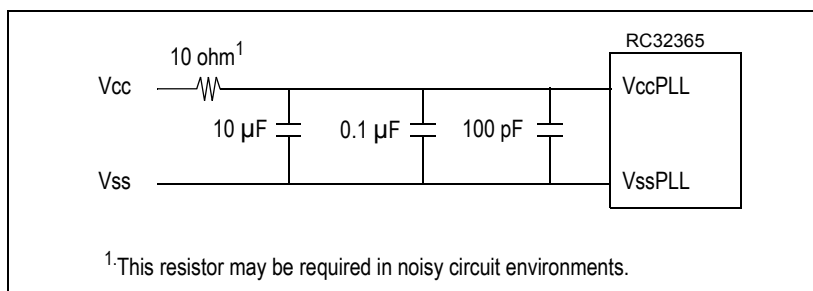 RC32365
10 ohm¹
Vcc
VccPLL
10 µF
0.1 µF
100 pF
Vss
VssPLL
¹·This resistor may be required in noisy circuit environments.